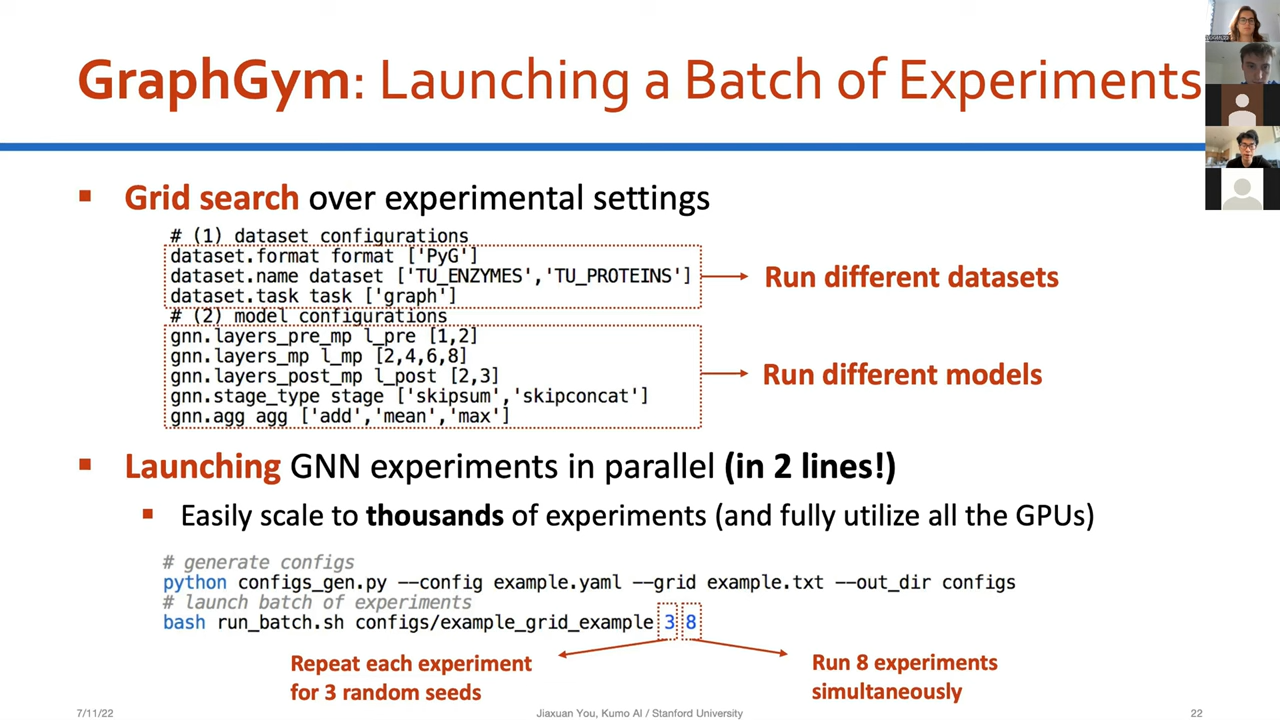 GraphGym: Launching a Batch of Experiments
Grid search over experimental settings
# (1) dataset configurations
dataset.format format ['PyG']
dataset.name dataset ['TU_ENZYMES','TU_PROTEINS']
dataset.task task ['graph']
Run different datasets
# (2) model configurations
gnn.layers_pre_mp l_pre [1,2]
gnn.layers_mp l_mp [2,4,6,8]
gnn.layers_post_mp l_post [2,3]
gnn.stage_type stage ['skipsum','skipconcat']
gnn.agg agg ['add','mean','max']
Run different models
Launching GNN experiments in parallel (in 2 lines!)
Easily scale to thousands of experiments (and fully utilize all the GPUs)
# generate configs
python configs_gen.py --config example.yaml --grid example.txt --out_dir configs
# launch batch of experiments
bash run_batch.sh configs/example_grid_example 3 8
Repeat each experiment
for 3 random seeds
Run 8 experiments
simultaneously
7/11/22
Jiaxuan You, Kumo AI / Stanford University
22